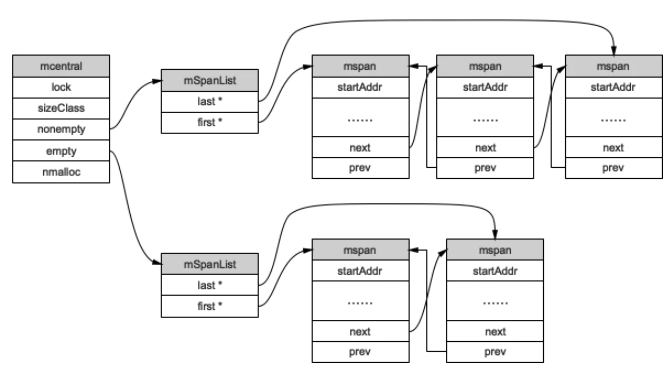 mcentral
lock
sizeClass
nonempty
empty
nmalloc
mSpanList
last *
first *
mspan
startAddr
......
next
prev
mspan
startAddr
......
next
prev
mspan
startAddr
......
next
prev
mSpanList
last *
first *
mspan
startAddr
......
next
prev
mspan
startAddr
......
next
prev